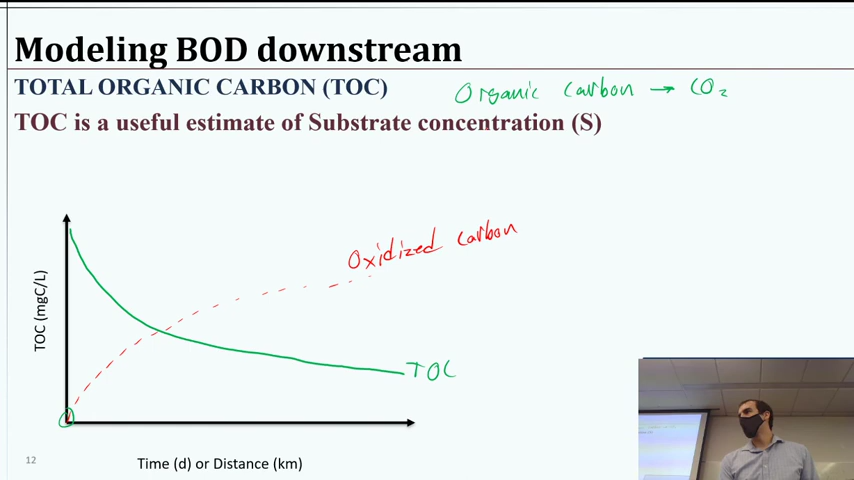 Modeling BOD downstream
TOTAL ORGANIC CARBON (TOC)
Organic carbon → CO₂
TOC is a useful estimate of Substrate concentration (S)
Oxidized carbon
TOC (mgC/L)
TOC
12
Time (d) or Distance (km)